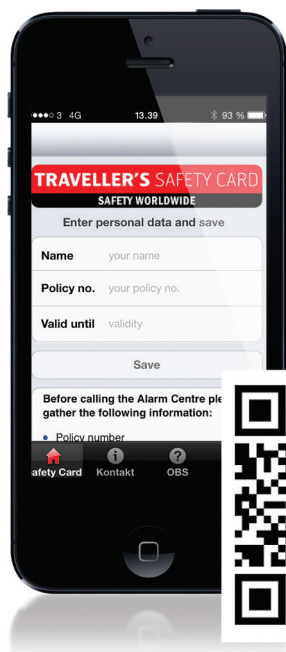 3 4G 13.39 93 %
TRAVELLER'S SAFETY CARD
SAFETY WORLDWIDE
Enter personal data and save
Name your name
Policy no. your policy no.
Valid until validity
Save
Before calling the Alarm Centre ple
gather the following information:
• Policy number
afety Card Kontakt OBS